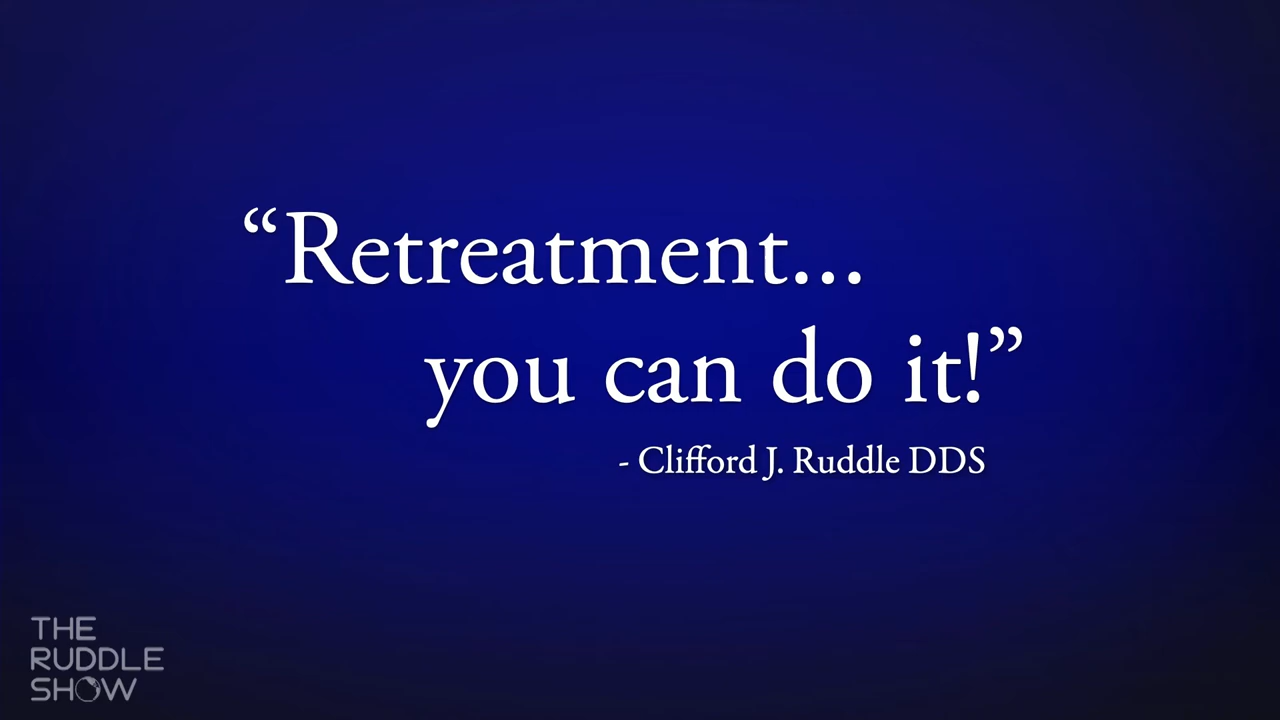 “Retreatment...
you can do it!”
- Clifford J. Ruddle DDS
THE
RUDDLE
SHOW